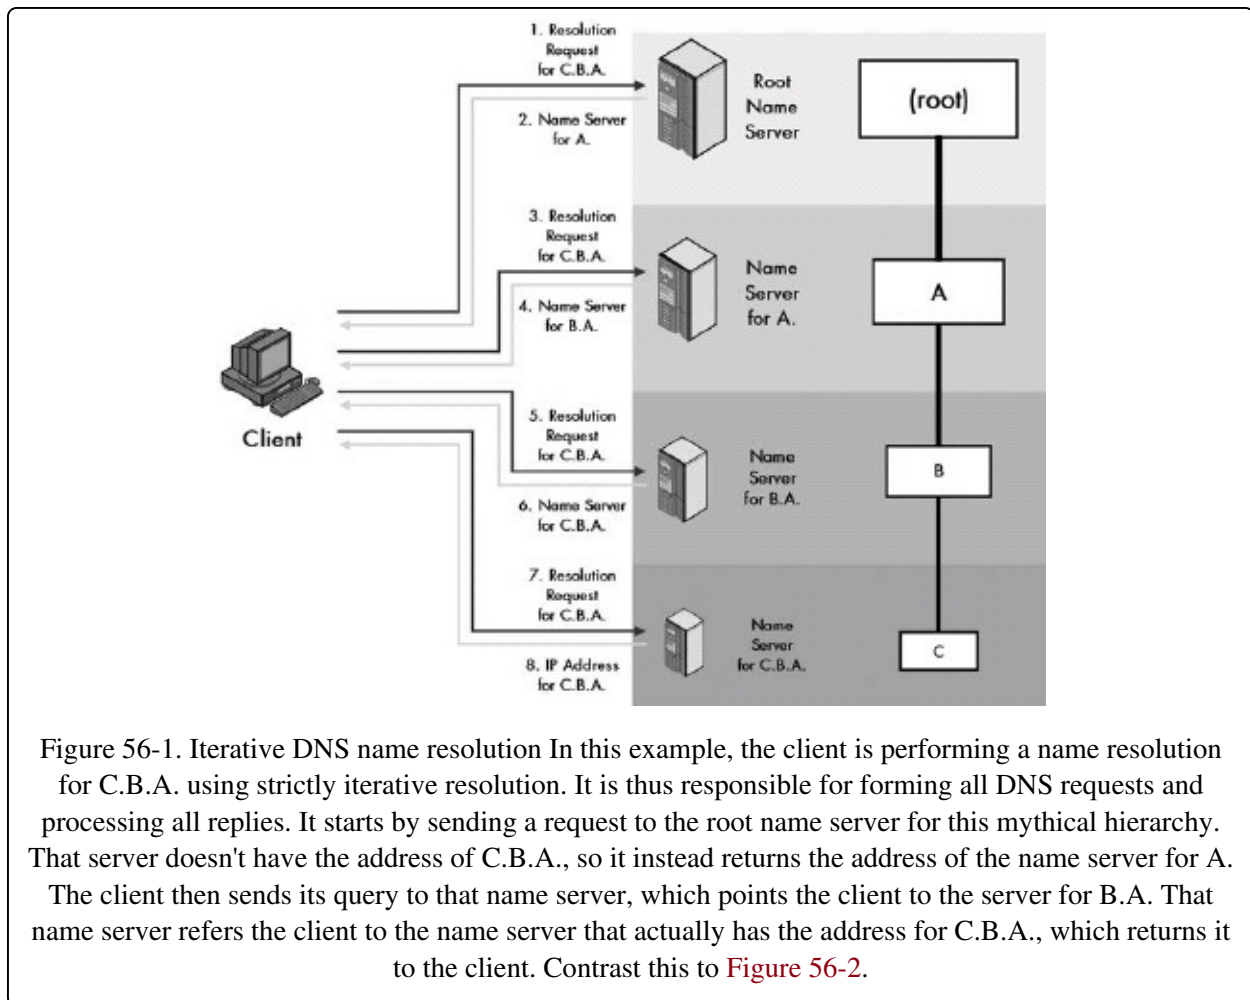 1. Resolution
Request
for C.B.A.
2. Name Server
for A.
Root
Name
Server
(root)
3. Resolution
Request
for C.B.A.
4. Name Server
for B.A.
Name
Server
for A.
A
Client
5. Resolution
Request
for C.B.A.
6. Name Server
for C.B.A.
Name
Server
for B.A.
B
7. Resolution
Request
for C.B.A.
8. IP Address
for C.B.A.
Name
Server
for C.B.A.
C
Figure 56-1. Iterative DNS name resolution In this example, the client is performing a name resolution
for C.B.A. using strictly iterative resolution. It is thus responsible for forming all DNS requests and
processing all replies. It starts by sending a request to the root name server for this mythical hierarchy.
That server doesn't have the address of C.B.A., so it instead returns the address of the name server for A.
The client then sends its query to that name server, which points the client to the server for B.A. That
name server refers the client to the name server that actually has the address for C.B.A., which returns it
to the client. Contrast this to Figure 56-2.